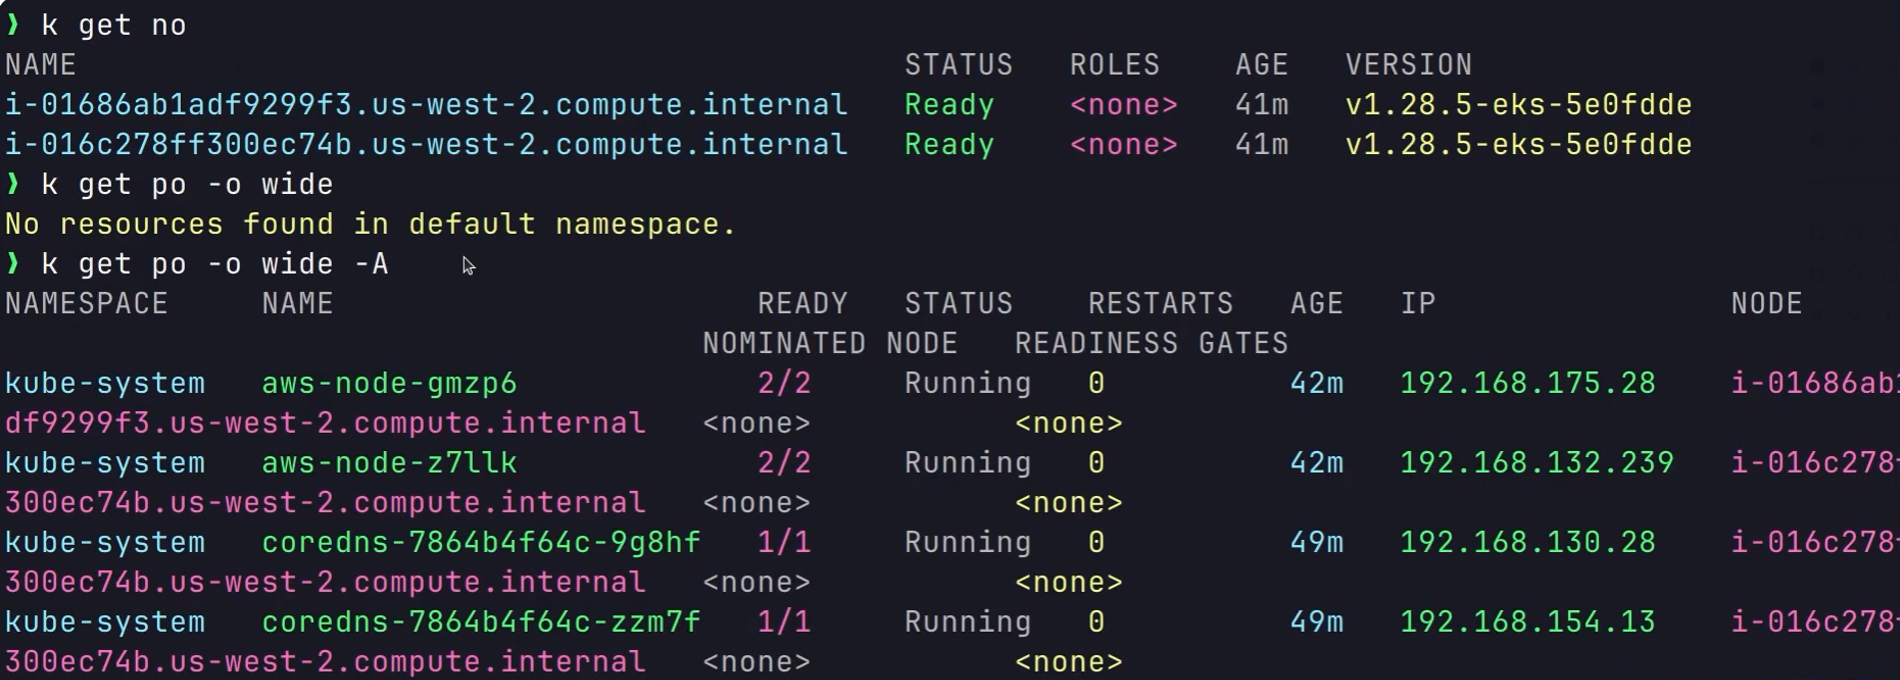 ❯ k get no
NAME STATUS ROLES AGE VERSION
i-01686ab1adf9299f3.us-west-2.compute.internal Ready <none> 41m v1.28.5-eks-5e0fdde
i-016c278ff300ec74b.us-west-2.compute.internal Ready <none> 41m v1.28.5-eks-5e0fdde
❯ k get po -o wide
No resources found in default namespace.
❯ k get po -o wide -A
NAMESPACE NAME READY STATUS RESTARTS AGE IP NODE
NOMINATED NODE READINESS GATES
kube-system aws-node-gmzp6 2/2 Running 0 42m 192.168.175.28 i-01686ab1
df9299f3.us-west-2.compute.internal <none> <none>
kube-system aws-node-z7llk 2/2 Running 0 42m 192.168.132.239 i-016c278f
300ec74b.us-west-2.compute.internal <none> <none>
kube-system coredns-7864b4f64c-9g8hf 1/1 Running 0 49m 192.168.130.28 i-016c278f
300ec74b.us-west-2.compute.internal <none> <none>
kube-system coredns-7864b4f64c-zzm7f 1/1 Running 0 49m 192.168.154.13 i-016c278f
300ec74b.us-west-2.compute.internal <none> <none>